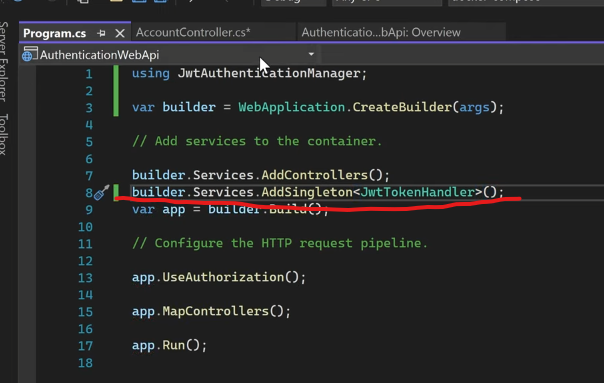 Program.cs
AccountController.cs*
Authenticatio...bApi: Overview
Server Explorer
Toolbox
AuthenticationWebApi
1 using JwtAuthenticationManager;
2
3 var builder = WebApplication.CreateBuilder(args);
4
5 // Add services to the container.
6
7 builder.Services.AddControllers();
8 builder.Services.AddSingleton<JwtTokenHandler>();
9 var app = builder.Build();
10
11 // Configure the HTTP request pipeline.
12
13 app.UseAuthorization();
14
15 app.MapControllers();
16
17 app.Run();
18